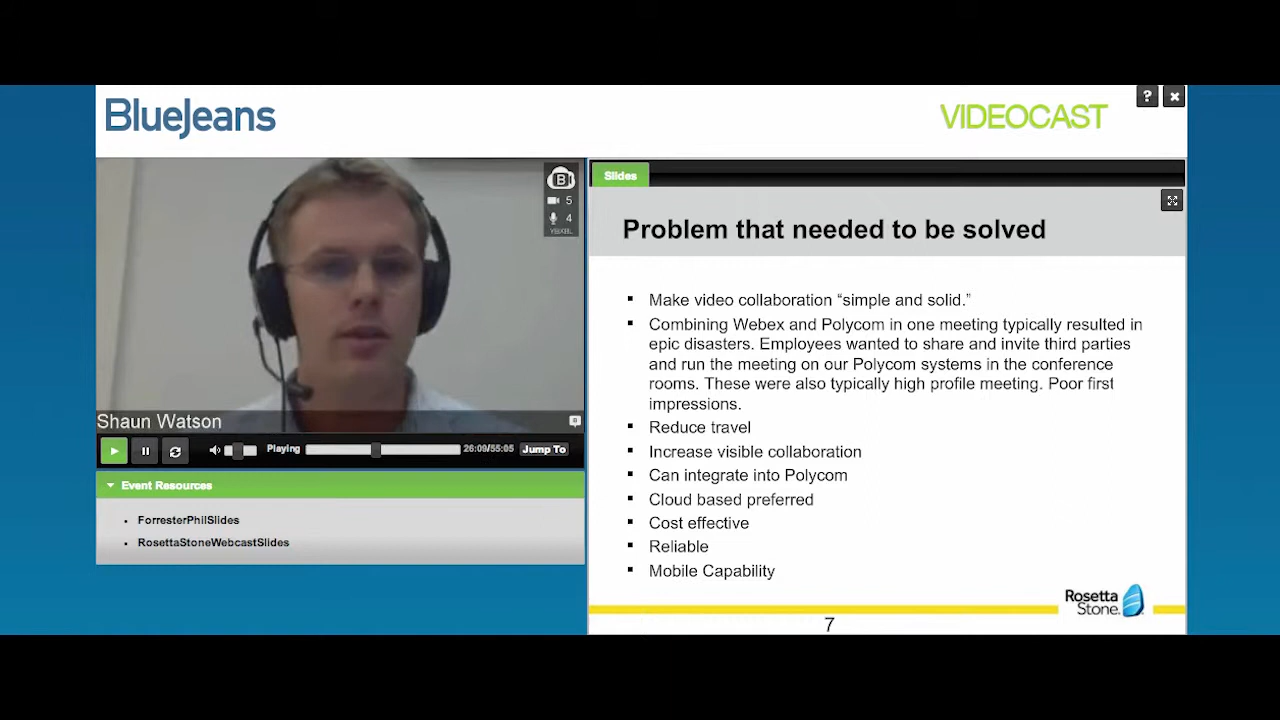 BlueJeans
VIDEOCAST
? ×
B
5
4
Shaun Watson
Playing
26:09/55:05
Jump To
Event Resources
• ForresterPhilSlides
• RosettaStoneWebcastSlides
Slides
Problem that needed to be solved
▪ Make video collaboration “simple and solid.”
▪ Combining Webex and Polycom in one meeting typically resulted in
epic disasters. Employees wanted to share and invite third parties
and run the meeting on our Polycom systems in the conference
rooms. These were also typically high profile meeting. Poor first
impressions.
▪ Reduce travel
▪ Increase visible collaboration
▪ Can integrate into Polycom
▪ Cloud based preferred
▪ Cost effective
▪ Reliable
▪ Mobile Capability
Rosetta
Stone.
7